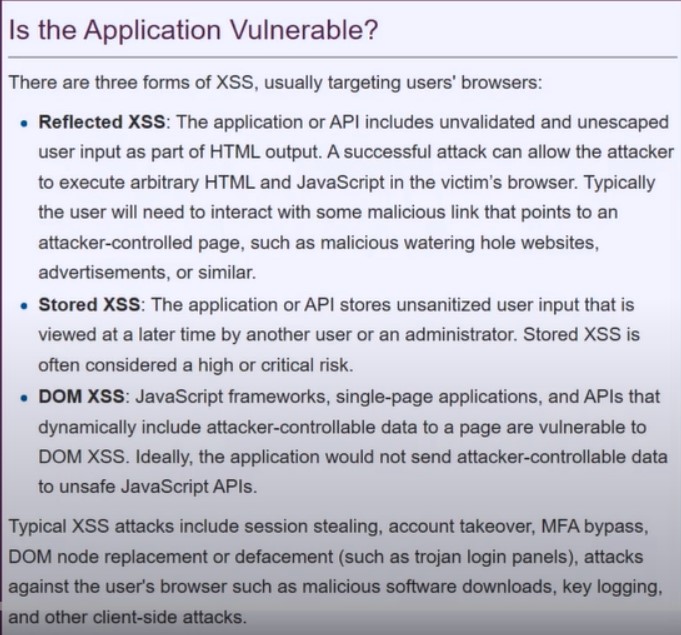 Is the Application Vulnerable?
There are three forms of XSS, usually targeting users' browsers:
• Reflected XSS: The application or API includes unvalidated and unescaped
user input as part of HTML output. A successful attack can allow the attacker
to execute arbitrary HTML and JavaScript in the victim's browser. Typically
the user will need to interact with some malicious link that points to an
attacker-controlled page, such as malicious watering hole websites,
advertisements, or similar.
• Stored XSS: The application or API stores unsanitized user input that is
viewed at a later time by another user or an administrator. Stored XSS is
often considered a high or critical risk.
• DOM XSS: JavaScript frameworks, single-page applications, and APIs that
dynamically include attacker-controllable data to a page are vulnerable to
DOM XSS. Ideally, the application would not send attacker-controllable data
to unsafe JavaScript APIs.
Typical XSS attacks include session stealing, account takeover, MFA bypass,
DOM node replacement or defacement (such as trojan login panels), attacks
against the user's browser such as malicious software downloads, key logging,
and other client-side attacks.